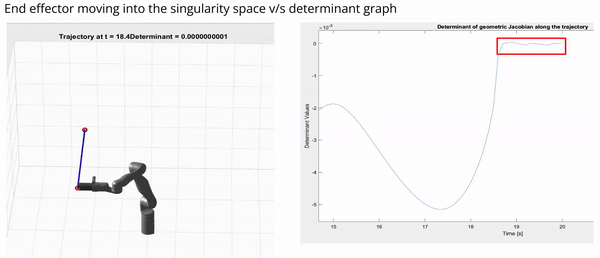 End effector moving into the singularity space v/s determinant graph
Trajectory at t = 18.4Determinant = 0.0000000001
Determinant of geometric Jacobian along the trajectory
×10⁻³
0
-1
-2
-3
-4
-5
Determinant Values
15 16 17 18 19 20
Time [s]